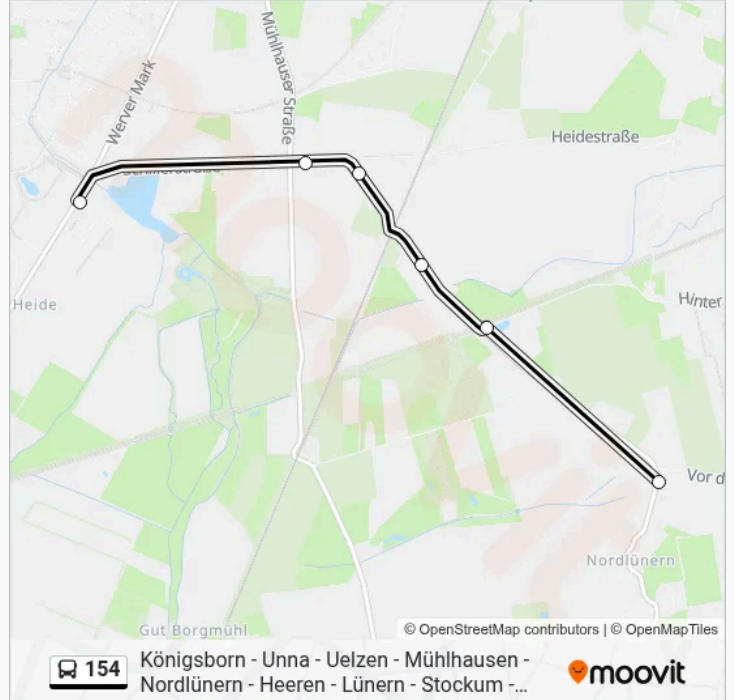 Mühlhauser Straße
Werver Mark
Heidestraße
Schillerstraße
Heide
Hinter
Vor d
Nordlünern
Gut Borgmühl
© OpenStreetMap contributors | © OpenMapTiles
154
Königsborn - Unna - Uelzen - Mühlhausen -
Nordlünern - Heeren - Lünern - Stockum -...
moovit